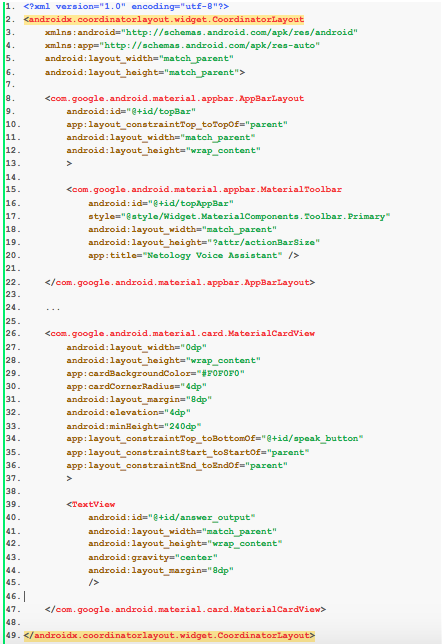 1. <?xml version="1.0" encoding="utf-8"?>
2. <androidx.coordinatorlayout.widget.CoordinatorLayout
3.     xmlns:android="http://schemas.android.com/apk/res/android"
4.     xmlns:app="http://schemas.android.com/apk/res-auto"
5.     android:layout_width="match_parent"
6.     android:layout_height="match_parent">
7.
8.     <com.google.android.material.appbar.AppBarLayout
9.         android:id="@+id/topBar"
10.         app:layout_constraintTop_toTopOf="parent"
11.         android:layout_width="match_parent"
12.         android:layout_height="wrap_content"
13.         >
14.
15.         <com.google.android.material.appbar.MaterialToolbar
16.             android:id="@+id/topAppBar"
17.             style="@style/Widget.MaterialComponents.Toolbar.Primary"
18.             android:layout_width="match_parent"
19.             android:layout_height="?attr/actionBarSize"
20.             app:title="Netology Voice Assistant" />
21.
22.     </com.google.android.material.appbar.AppBarLayout>
23.
24.     ...
25.
26.     <com.google.android.material.card.MaterialCardView
27.         android:layout_width="0dp"
28.         android:layout_height="wrap_content"
29.         app:cardBackgroundColor="#F0F0F0"
30.         app:cardCornerRadius="4dp"
31.         android:layout_margin="8dp"
32.         android:elevation="4dp"
33.         android:minHeight="240dp"
34.         app:layout_constraintTop_toBottomOf="@+id/speak_button"
35.         app:layout_constraintStart_toStartOf="parent"
36.         app:layout_constraintEnd_toEndOf="parent"
37.         >
38.
39.         <TextView
40.             android:id="@+id/answer_output"
41.             android:layout_width="match_parent"
42.             android:layout_height="wrap_content"
43.             android:gravity="center"
44.             android:layout_margin="8dp"
45.             />
46.
47.     </com.google.android.material.card.MaterialCardView>
48.
49. </androidx.coordinatorlayout.widget.CoordinatorLayout>